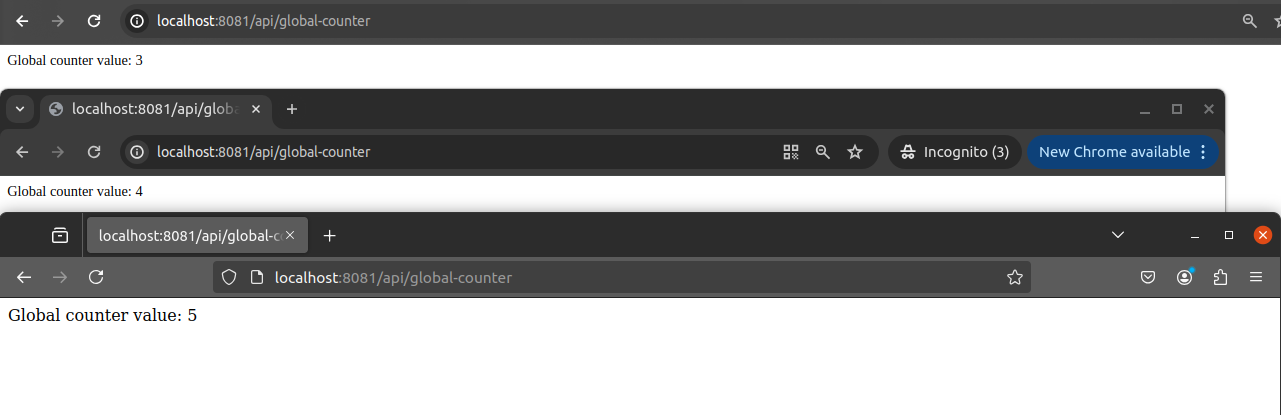 localhost:8081/api/global-counter
Global counter value: 3
localhost:8081/api/globa
localhost:8081/api/global-counter
Incognito (3)
New Chrome available
Global counter value: 4
localhost:8081/api/global-c
localhost:8081/api/global-counter
Global counter value: 5